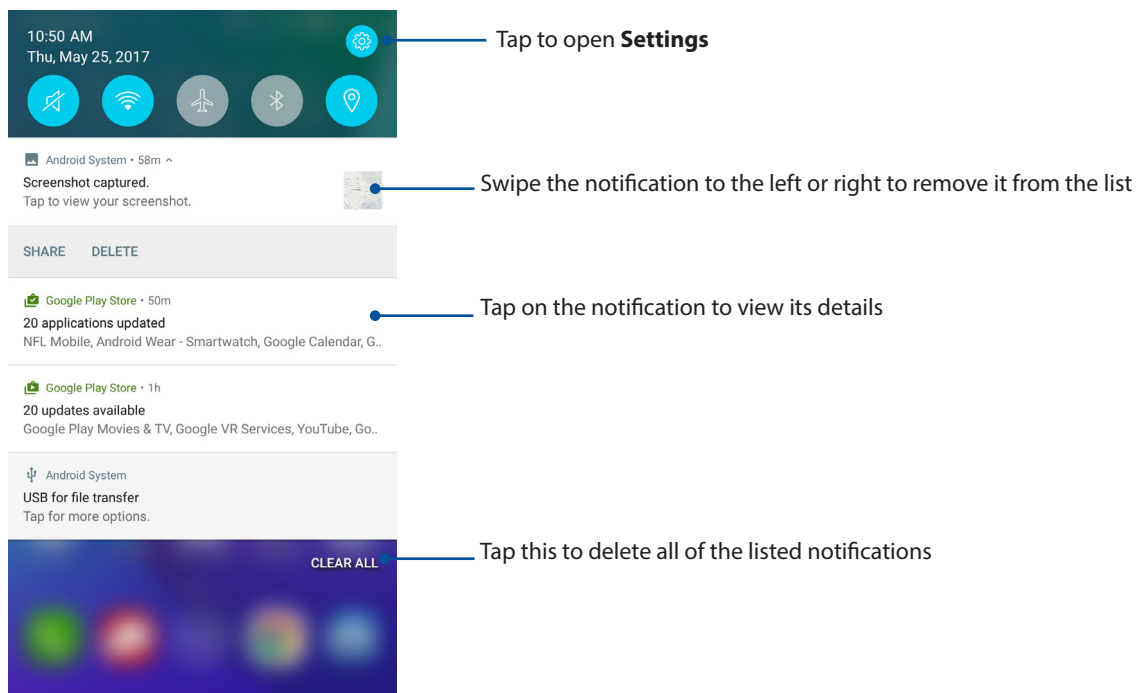 10:50 AM
Thu, May 25, 2017
Tap to open Settings
Android System • 58m
Screenshot captured.
Tap to view your screenshot.
Swipe the notification to the left or right to remove it from the list
SHARE DELETE
Google Play Store • 50m
20 applications updated
NFL Mobile, Android Wear - Smartwatch, Google Calendar, G..
Tap on the notification to view its details
Google Play Store • 1h
20 updates available
Google Play Movies & TV, Google VR Services, YouTube, Go..
Android System
USB for file transfer
Tap for more options.
CLEAR ALL
Tap this to delete all of the listed notifications